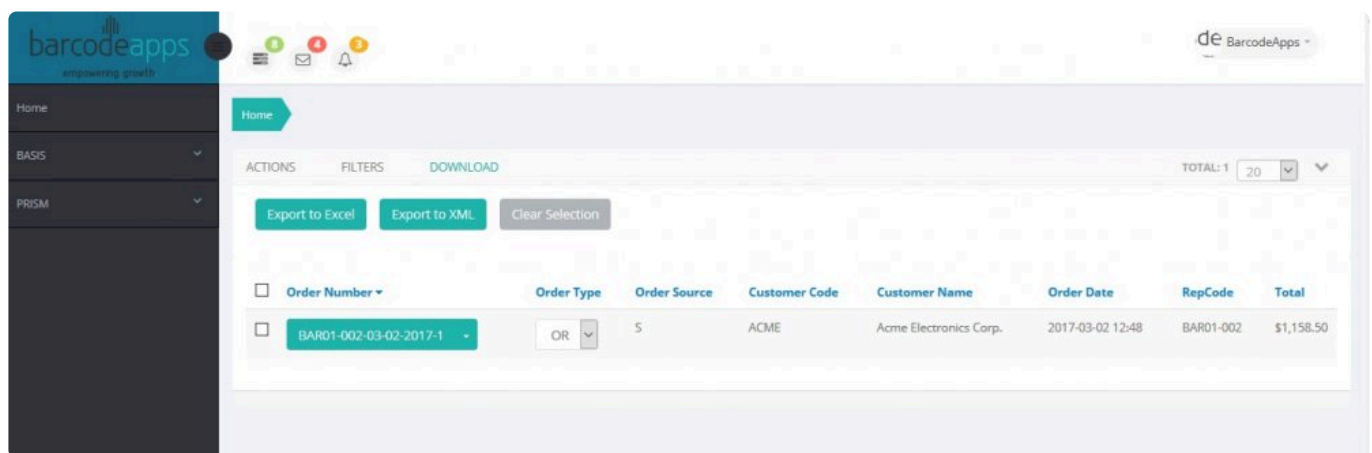 barcodeapps
empowering growth
8 4 3
de BarcodeApps
Home
BASIS
PRISM
Home
ACTIONS FILTERS DOWNLOAD TOTAL: 1 20
Export to Excel Export to XML Clear Selection
Order Number Order Type Order Source Customer Code Customer Name Order Date RepCode Total
BAR01-002-03-02-2017-1 OR S ACME Acme Electronics Corp. 2017-03-02 12:48 BAR01-002 $1,158.50